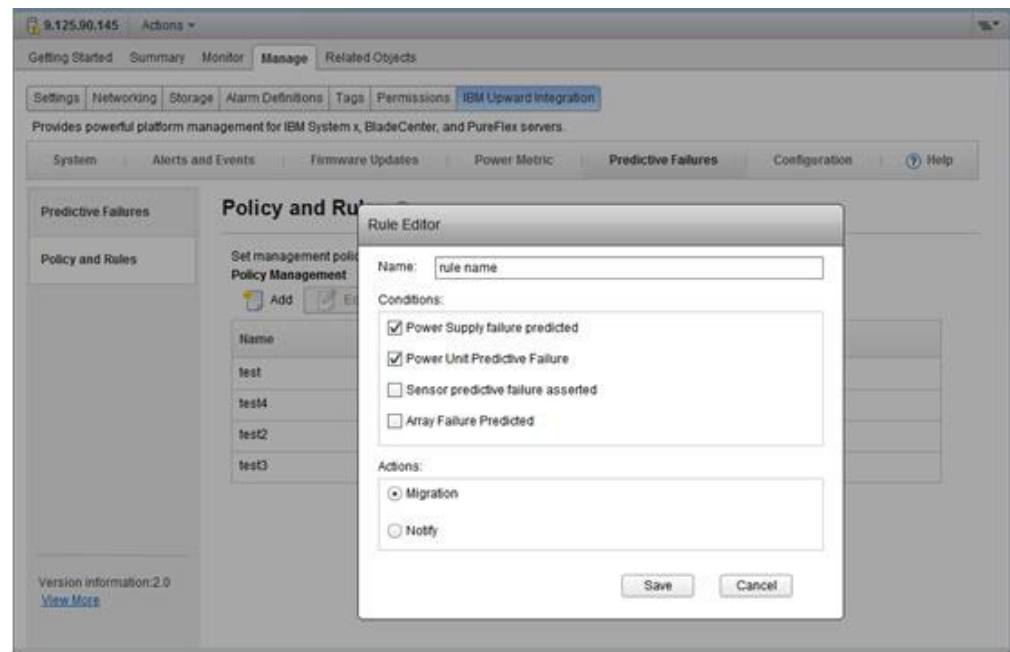 9.125.90.145 Actions
Getting Started Summary Monitor Manage Related Objects
Settings Networking Storage Alarm Definitions Tags Permissions IBM Upward Integration
Provides powerful platform management for IBM System x, BladeCenter, and PureFlex servers.
System Alerts and Events Firmware Updates Power Metric Predictive Failures Configuration ? Help
Predictive Failures
Policy and Rules
Version information:2.0
View More
Policy and Rul
Set management polic
Policy Management
Add Ed
Name
test
test4
test2
test3
Rule Editor
Name: rule name
Conditions:
Power Supply failure predicted
Power Unit Predictive Failure
Sensor predictive failure asserted
Array Failure Predicted
Actions:
Migration
Notify
Save Cancel